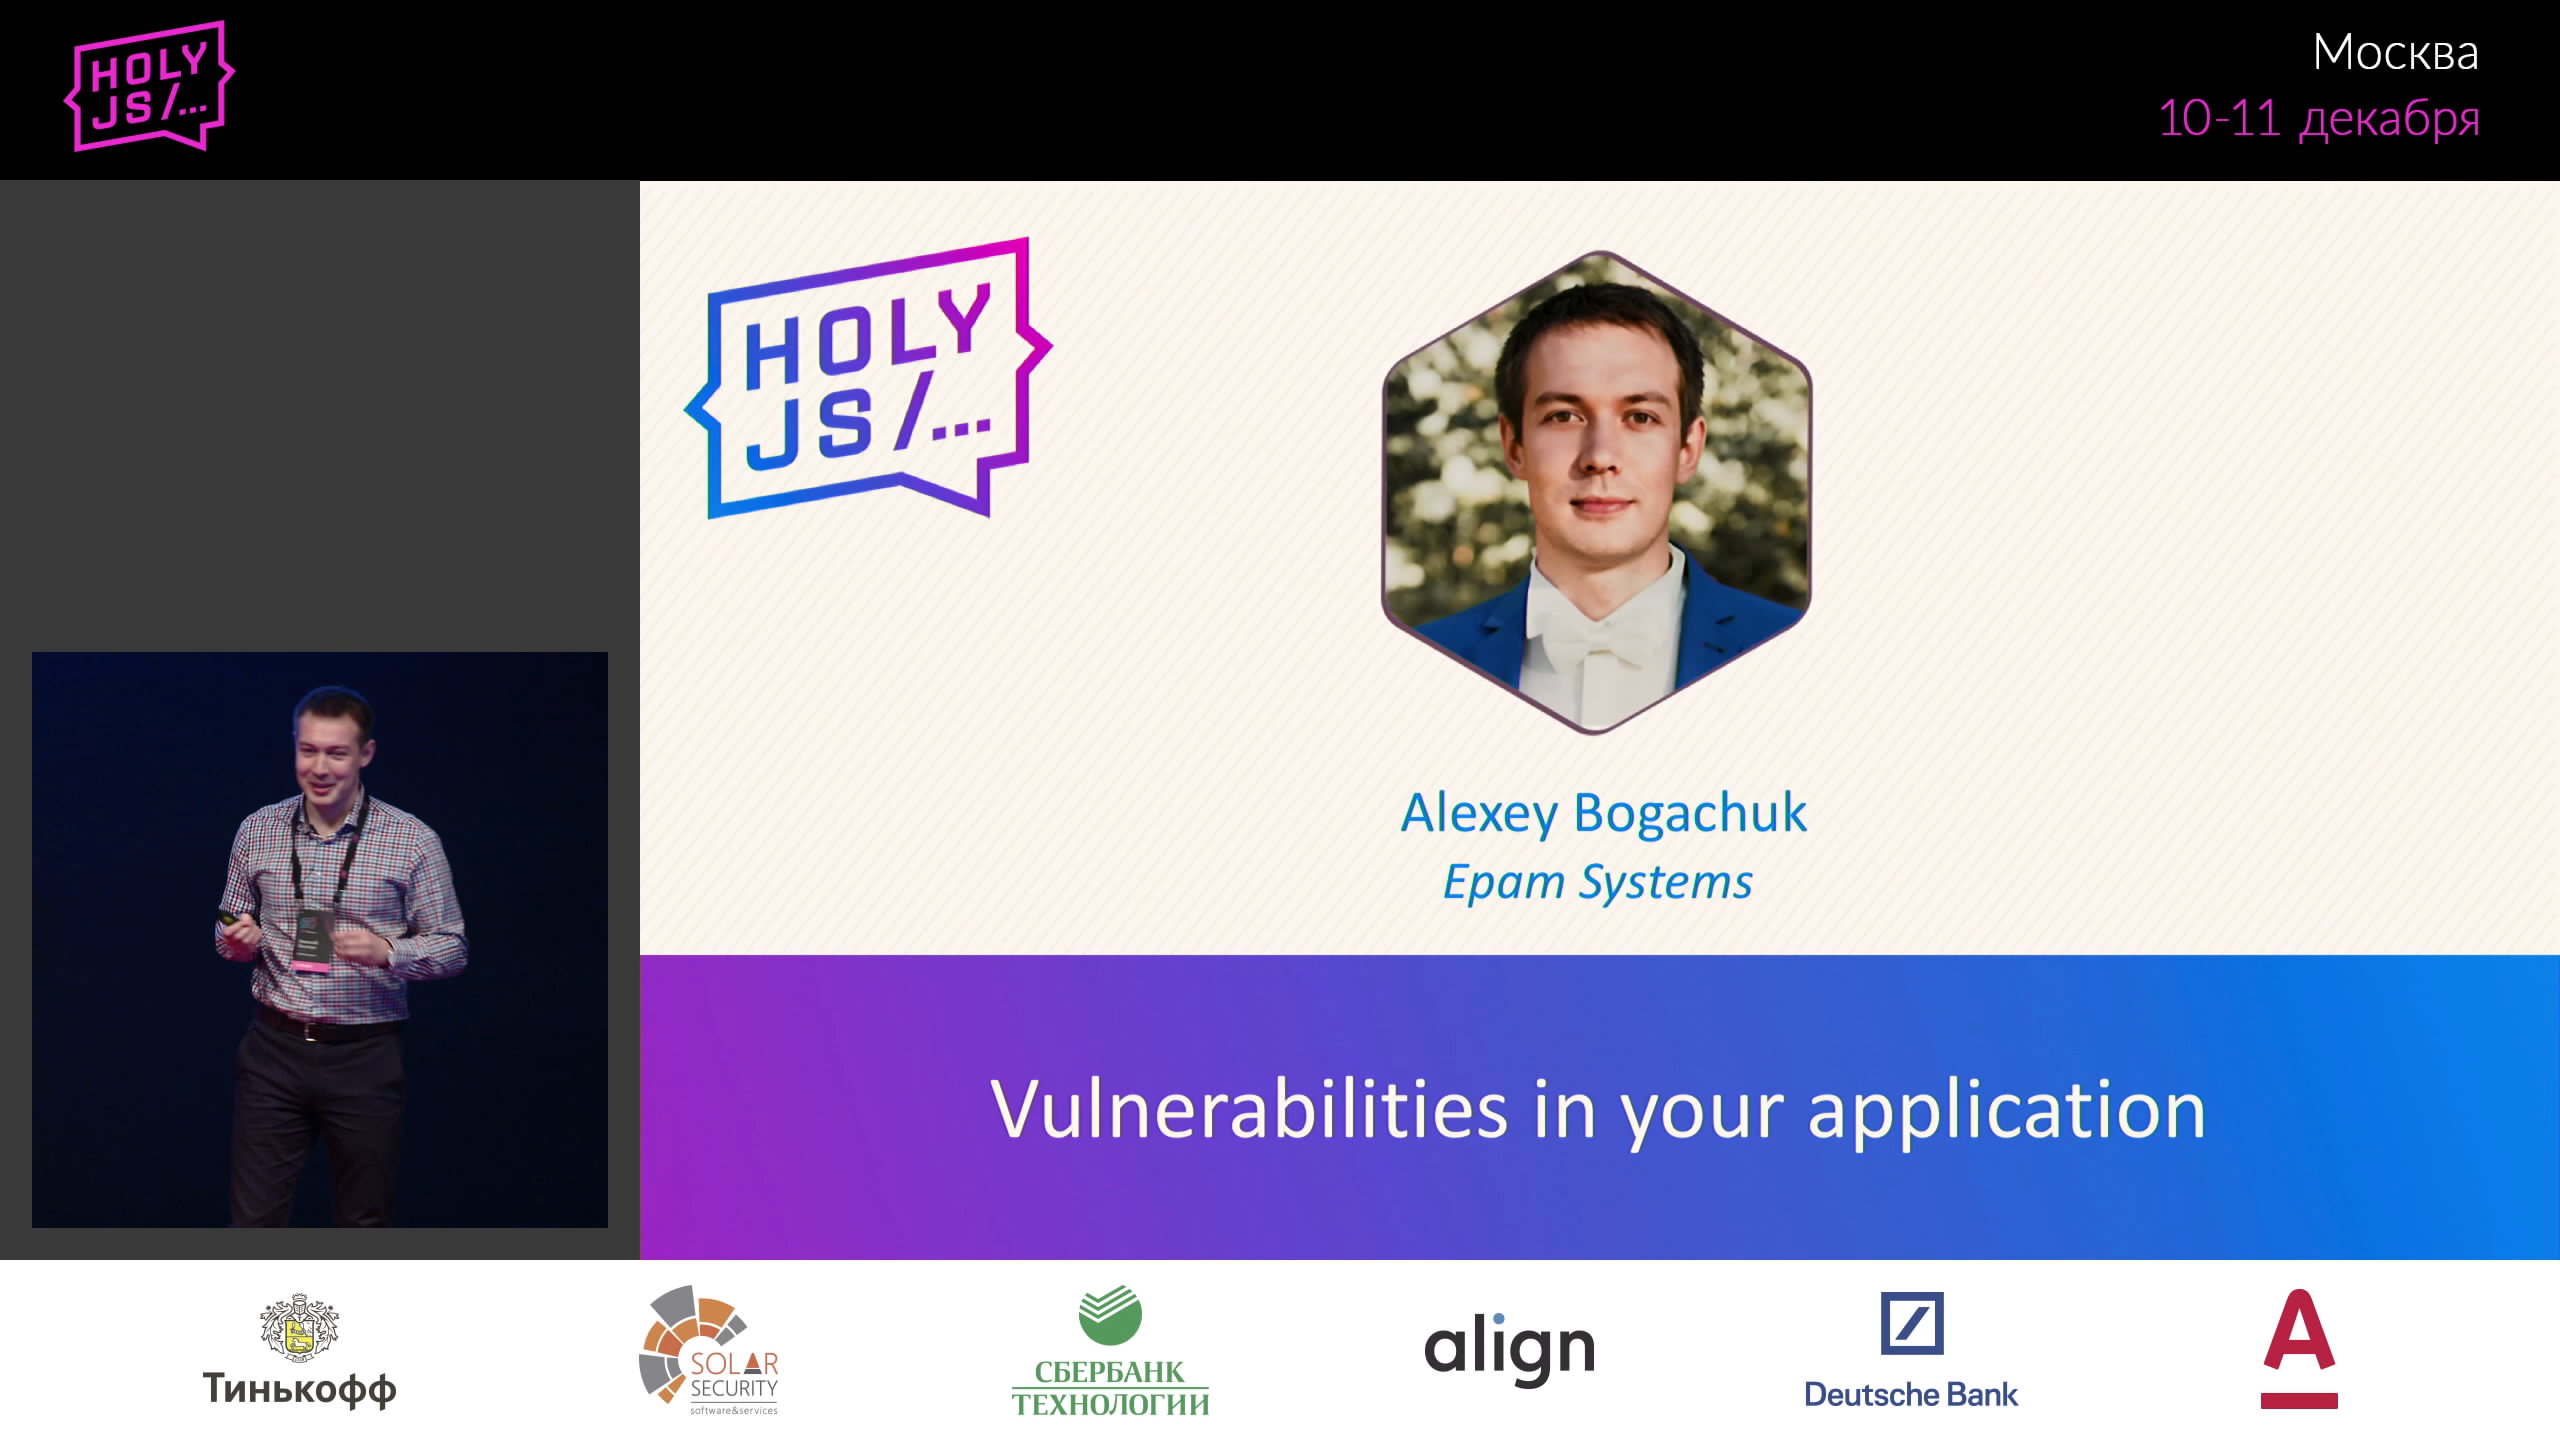 HOLY
JS/...
Москва
10-11 декабря
HOLY
JS/...
Alexey Bogachuk
Epam Systems
Vulnerabilities in your application
Тинькофф
SOLAR
SECURITY
software&services
СБЕРБАНК
ТЕХНОЛОГИИ
align
Deutsche Bank
А